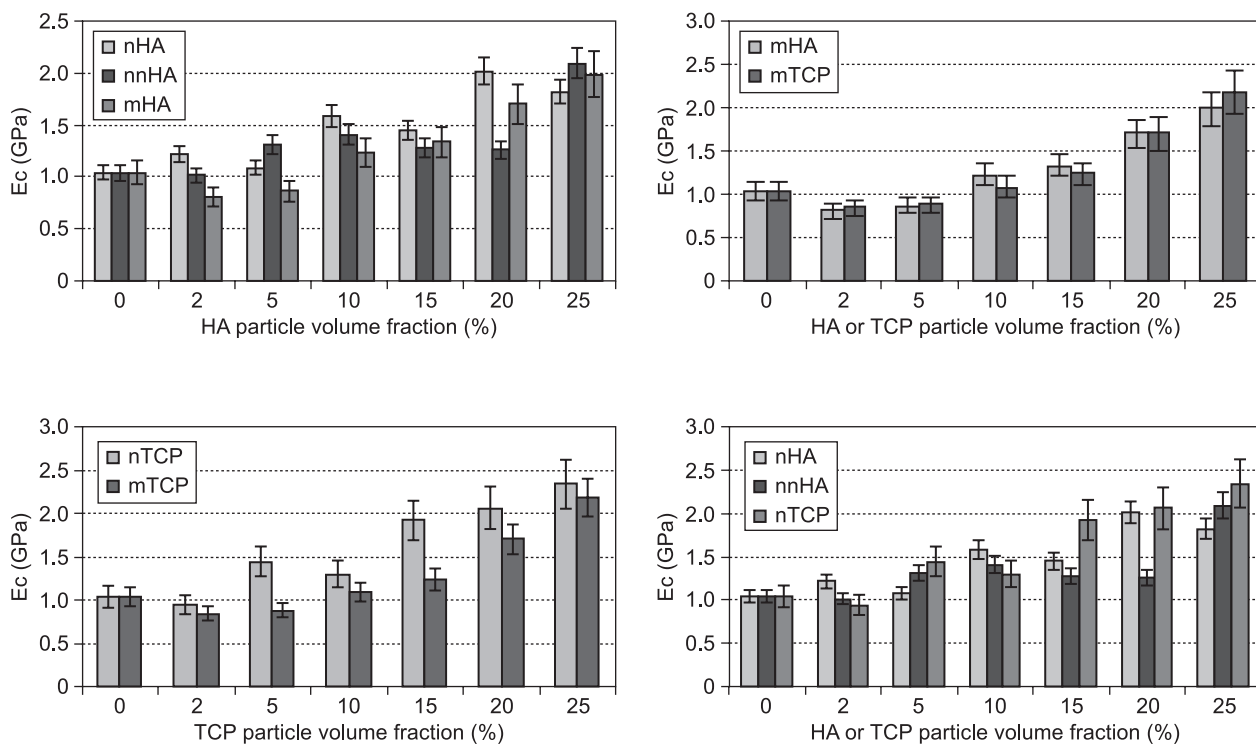 2.5
2.0
1.5
1.0
0.5
0
Ec (GPa)
nHA
nnHA
mHA
0 2 5 10 15 20 25
HA particle volume fraction (%)
3.0
2.5
2.0
1.5
1.0
0.5
0
Ec (GPa)
mHA
mTCP
0 2 5 10 15 20 25
HA or TCP particle volume fraction (%)
3.0
2.5
2.0
1.5
1.0
0.5
0
Ec (GPa)
nTCP
mTCP
0 2 5 10 15 20 25
TCP particle volume fraction (%)
3.0
2.5
2.0
1.5
1.0
0.5
0
Ec (GPa)
nHA
nnHA
nTCP
0 2 5 10 15 20 25
HA or TCP particle volume fraction (%)